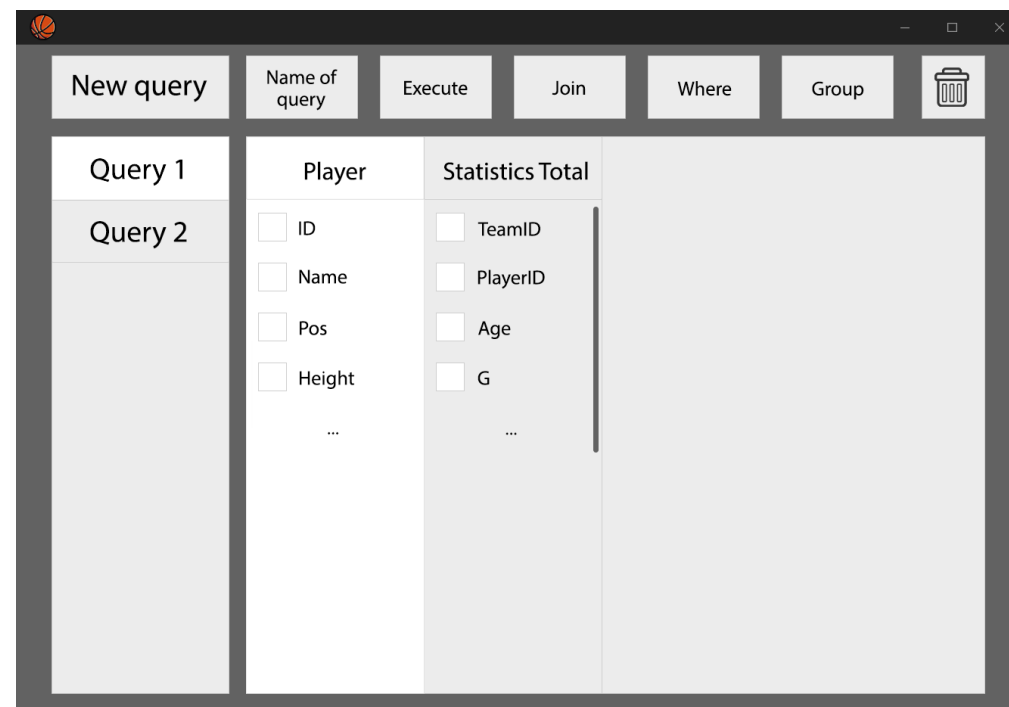 New query
Name of
query
Execute
Join
Where
Group
Query 1
Query 2
Player
ID
Name
Pos
Height
...
Statistics Total
TeamID
PlayerID
Age
G
...